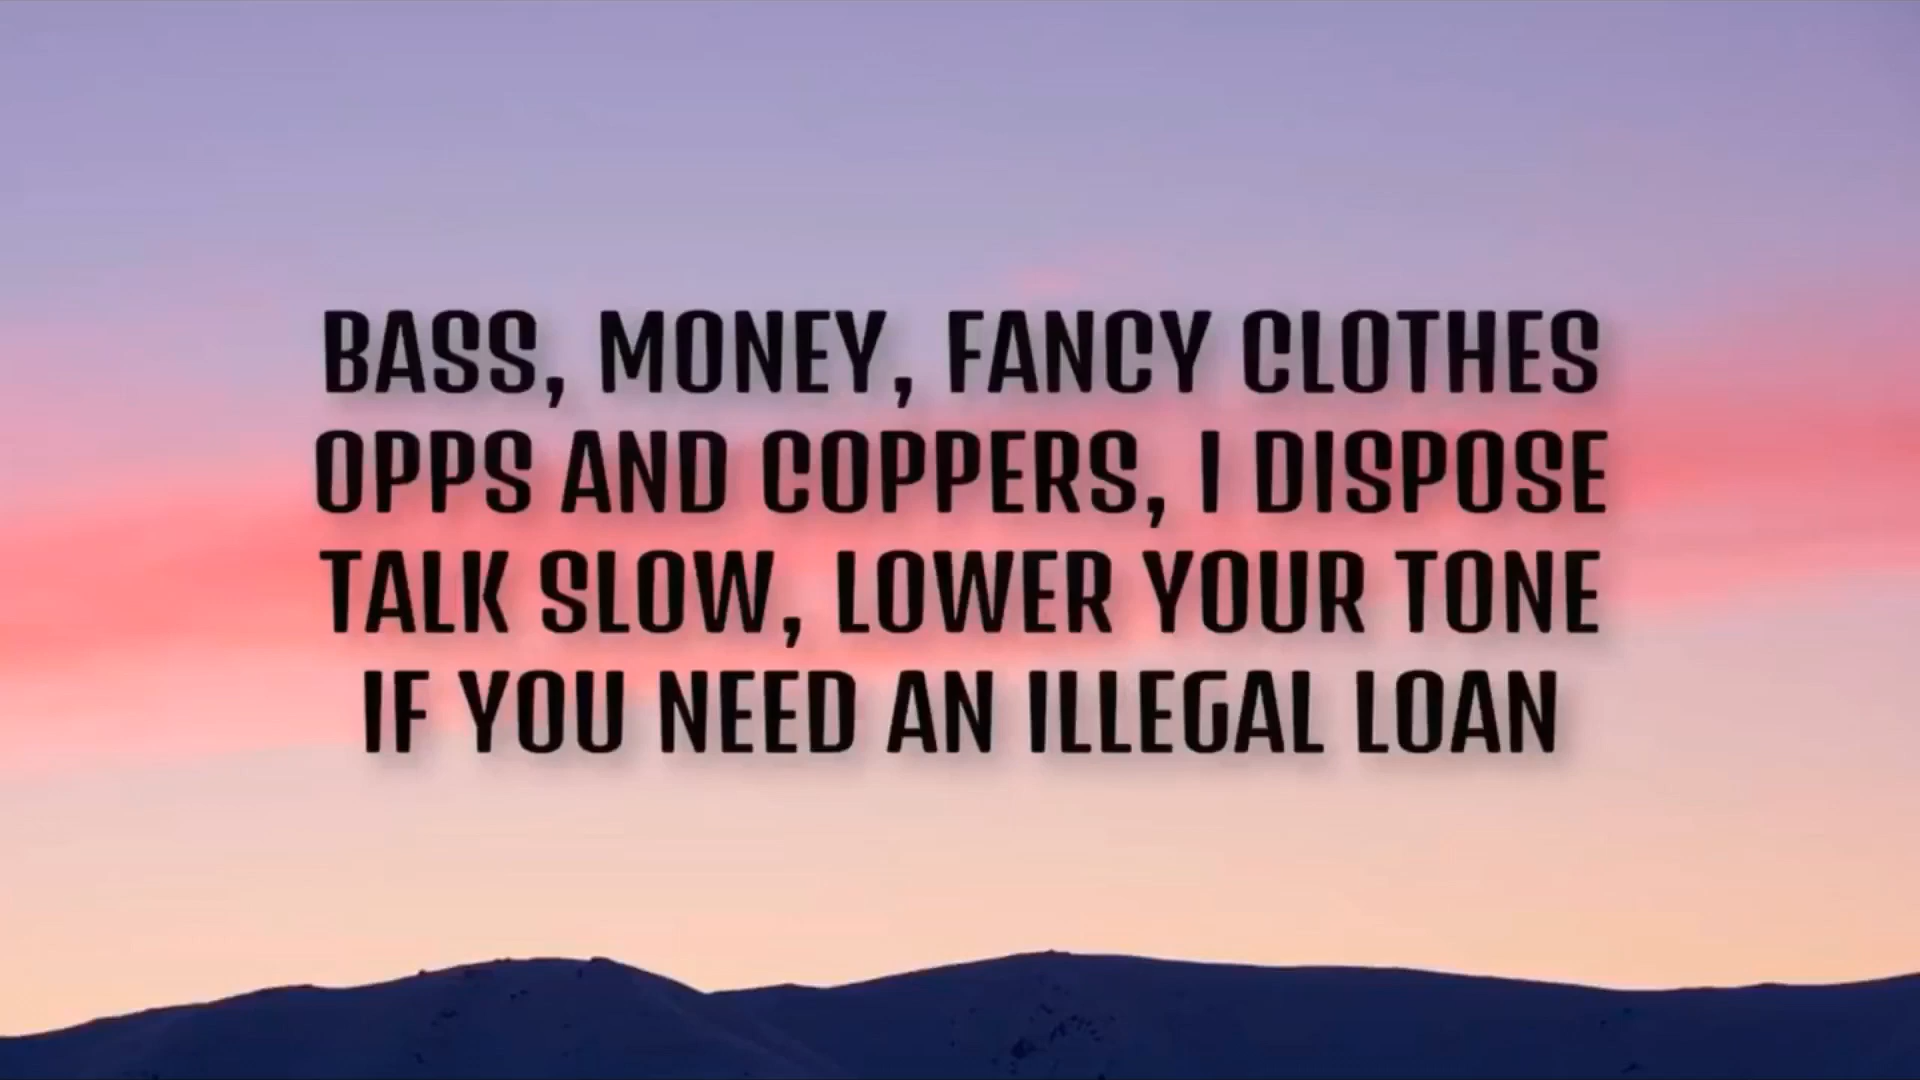 BASS, MONEY, FANCY CLOTHES
OPPS AND COPPERS, I DISPOSE
TALK SLOW, LOWER YOUR TONE
IF YOU NEED AN ILLEGAL LOAN